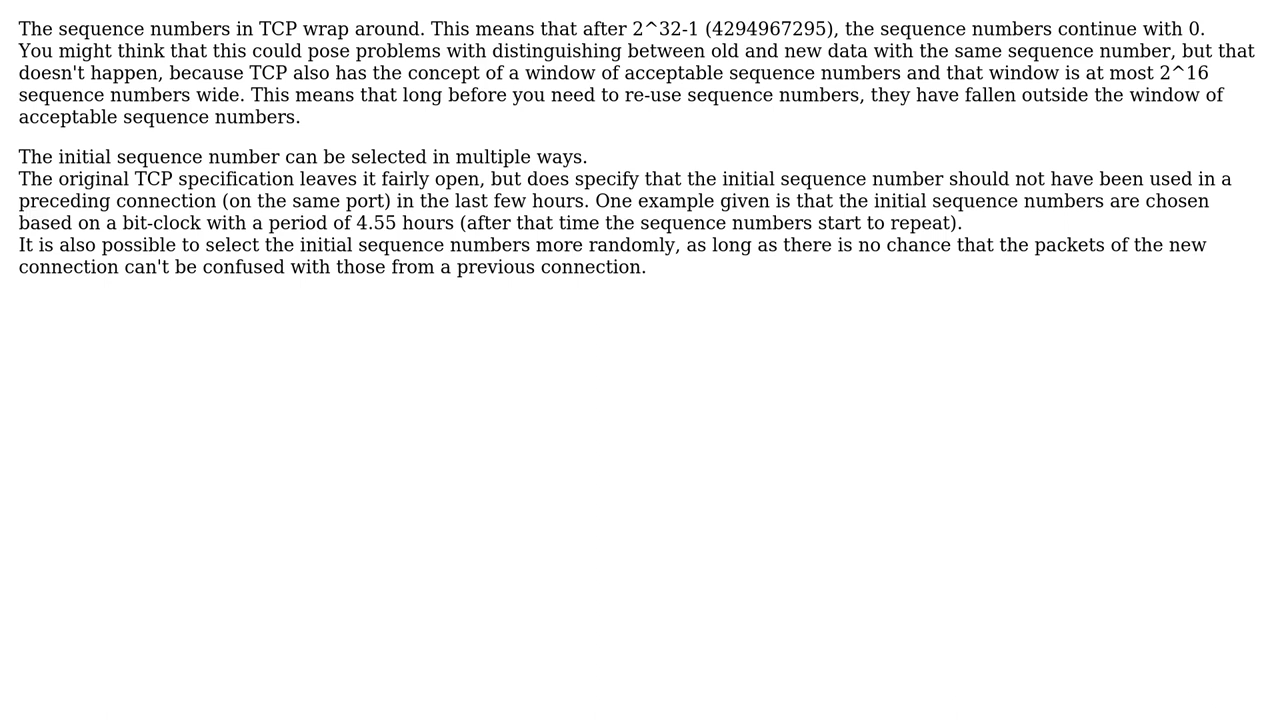 The sequence numbers in TCP wrap around. This means that after 2^32-1 (4294967295), the sequence numbers continue with 0.
You might think that this could pose problems with distinguishing between old and new data with the same sequence number, but that
doesn't happen, because TCP also has the concept of a window of acceptable sequence numbers and that window is at most 2^16
sequence numbers wide. This means that long before you need to re-use sequence numbers, they have fallen outside the window of
acceptable sequence numbers.
The initial sequence number can be selected in multiple ways.
The original TCP specification leaves it fairly open, but does specify that the initial sequence number should not have been used in a
preceding connection (on the same port) in the last few hours. One example given is that the initial sequence numbers are chosen
based on a bit-clock with a period of 4.55 hours (after that time the sequence numbers start to repeat).
It is also possible to select the initial sequence numbers more randomly, as long as there is no chance that the packets of the new
connection can't be confused with those from a previous connection.